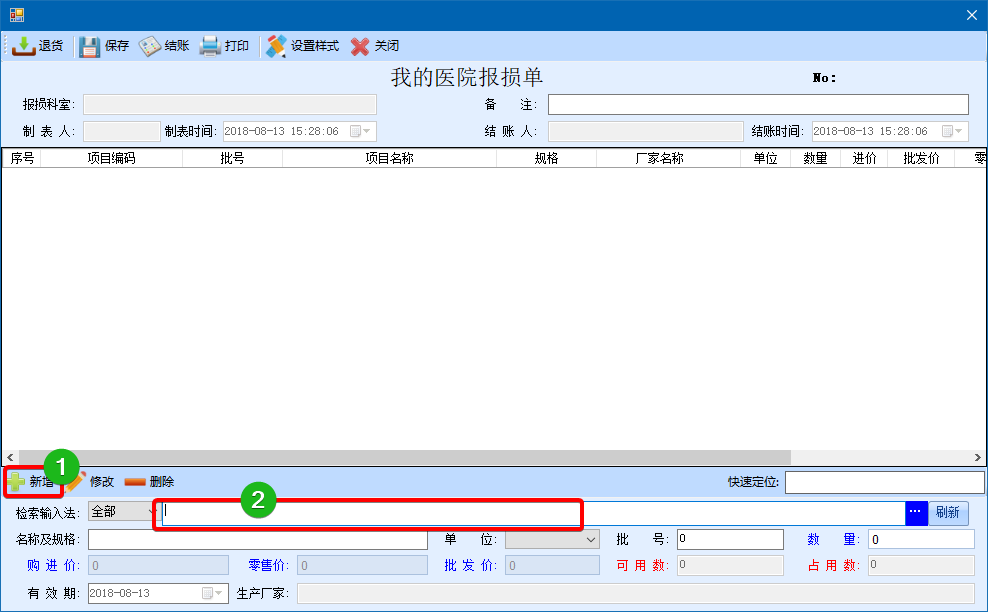 退货 保存 结账 打印 设置样式 关闭
我的医院报损单 No:
报损科室: 备 注:
制 表 人: 制表时间: 2018-08-13 15:28:06 结 账 人: 结账时间: 2018-08-13 15:28:06
序号 项目编码 批号 项目名称 规格 厂家名称 单位 数量 进价 批发价 零
1
新增 修改 删除 快速定位:
2
检索输入法: 全部 ... 刷新
名称及规格: 单 位: 批 号: 0 数 量: 0
购 进 价: 0 零售价: 0 批 发 价: 0 可 用 数: 0 占 用 数: 0
有 效 期: 2018-08-13 生产厂家: